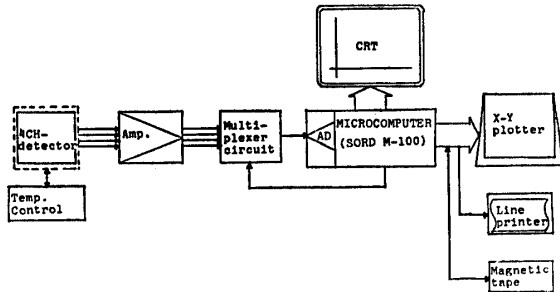 CRT
4CH-
detector
Amp.
Multi-
plexer
circuit
AD
MICROCOMPUTER
(SORD M-100)
X-Y
plotter
Temp.
Control
Line
printer
Magnetic
tape